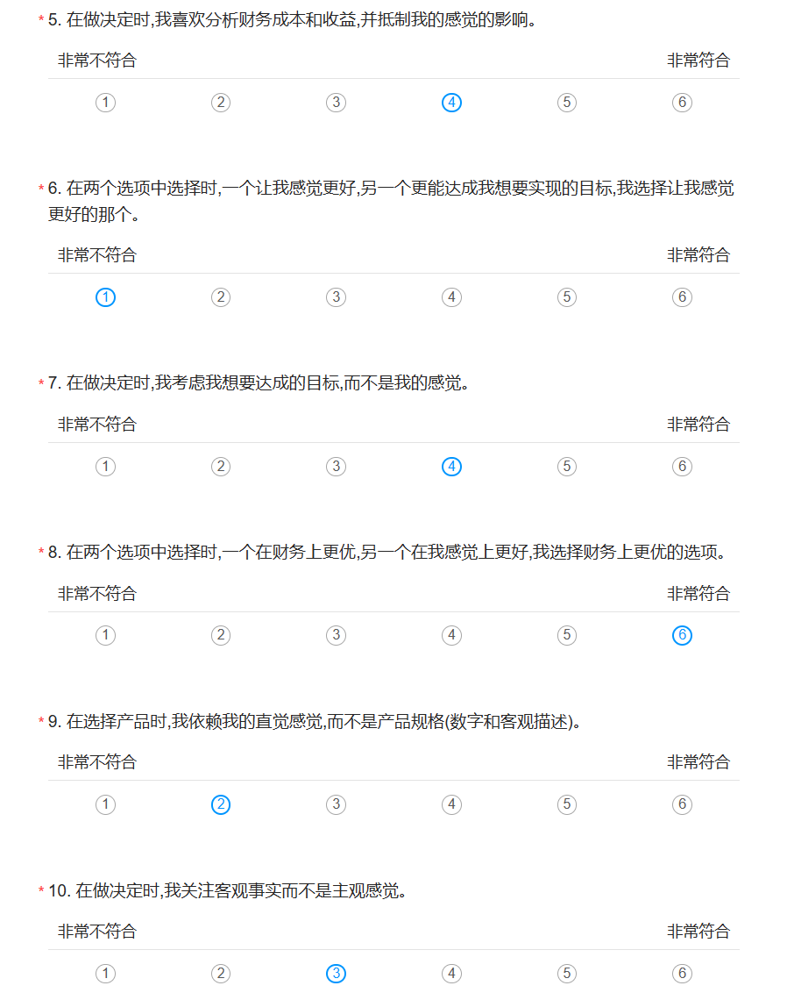 * 5. 在做决定时,我喜欢分析财务成本和收益,并抵制我的感觉的影响。
非常不符合 非常符合
1 2 3 4 5 6
* 6. 在两个选项中选择时,一个让我感觉更好,另一个更能达成我想要实现的目标,我选择让我感觉
更好的那个。
非常不符合 非常符合
1 2 3 4 5 6
* 7. 在做决定时,我考虑我想要达成的目标,而不是我的感觉。
非常不符合 非常符合
1 2 3 4 5 6
* 8. 在两个选项中选择时,一个在财务上更优,另一个在我感觉上更好,我选择财务上更优的选项。
非常不符合 非常符合
1 2 3 4 5 6
* 9. 在选择产品时,我依赖我的直觉感觉,而不是产品规格(数字和客观描述)。
非常不符合 非常符合
1 2 3 4 5 6
* 10. 在做决定时,我关注客观事实而不是主观感觉。
非常不符合 非常符合
1 2 3 4 5 6